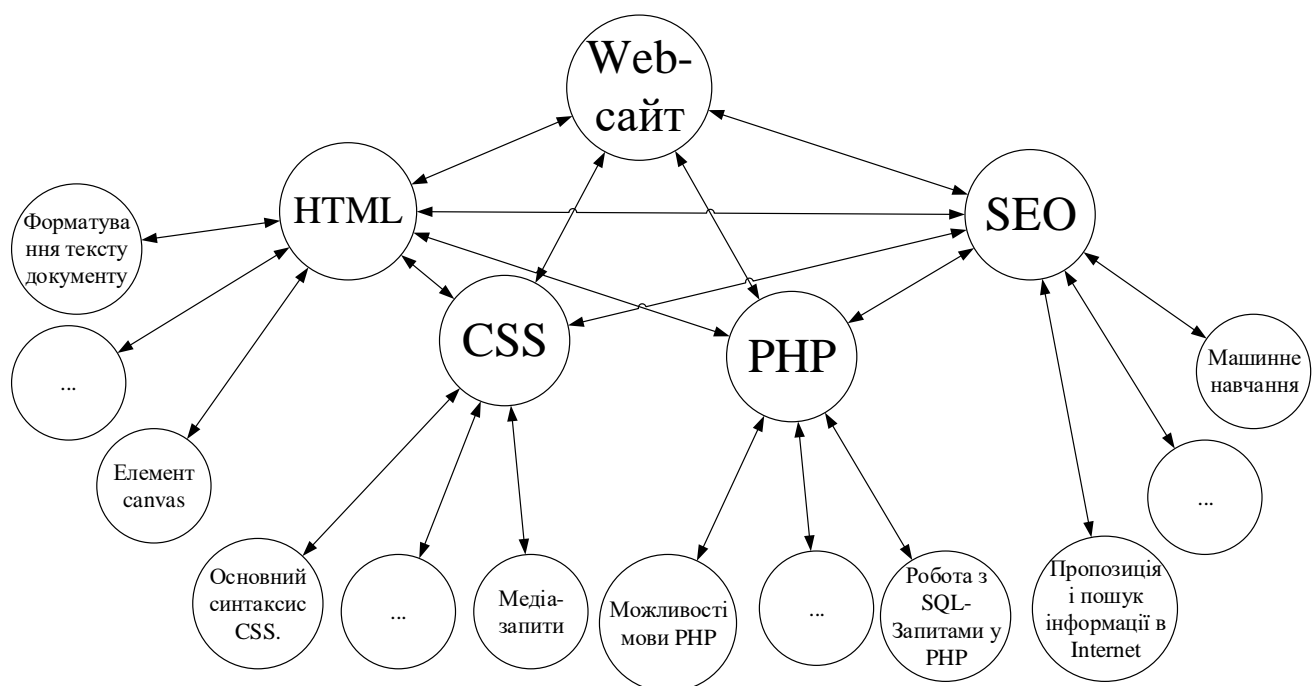 Web-
сайт
HTML
SEO
Форматува
ння тексту
документу
CSS
PHP
...
Машинне
навчання
Елемент
canvas
...
Основний
синтаксис
CSS.
...
Медіа-
запити
Можливості
мови PHP
...
Робота з
SQL-
Запитами у
PHP
Пропозиція
і пошук
інформації в
Internet